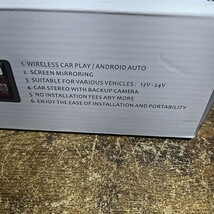 1. WIRELESS CAR PLAY / ANDROID AUTO
2. SCREEN MIRRORING
3. SUITABLE FOR VARIOUS VEHICLES: 12V-24V
4. CAR STEREO WITH BACKUP CAMERA
5. NO INSTALLATION FEES ANY MORE
6. ENJOY THE EASE OF INSTALLATION AND PORTABILITY